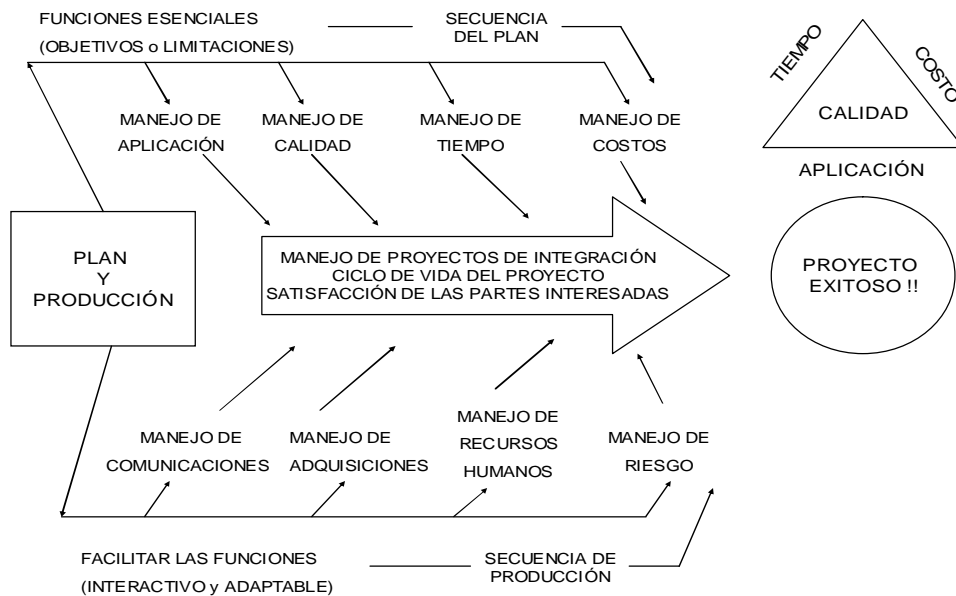 FUNCIONES ESENCIALES
(OBJETIVOS o LIMITACIONES)
SECUENCIA
DEL PLAN
MANEJO DE
APLICACIÓN
MANEJO DE
CALIDAD
MANEJO DE
TIEMPO
MANEJO DE
COSTOS
TIEMPO
COSTO
CALIDAD
APLICACIÓN
PLAN
Y
PRODUCCIÓN
MANEJO DE PROYECTOS DE INTEGRACIÓN
CICLO DE VIDA DEL PROYECTO
SATISFACCIÓN DE LAS PARTES INTERESADAS
PROYECTO
EXITOSO !!
MANEJO DE
COMUNICACIONES
MANEJO DE
ADQUISICIONES
MANEJO DE
RECURSOS
HUMANOS
MANEJO DE
RIESGO
FACILITAR LAS FUNCIONES
(INTERACTIVO y ADAPTABLE)
SECUENCIA DE
PRODUCCIÓN